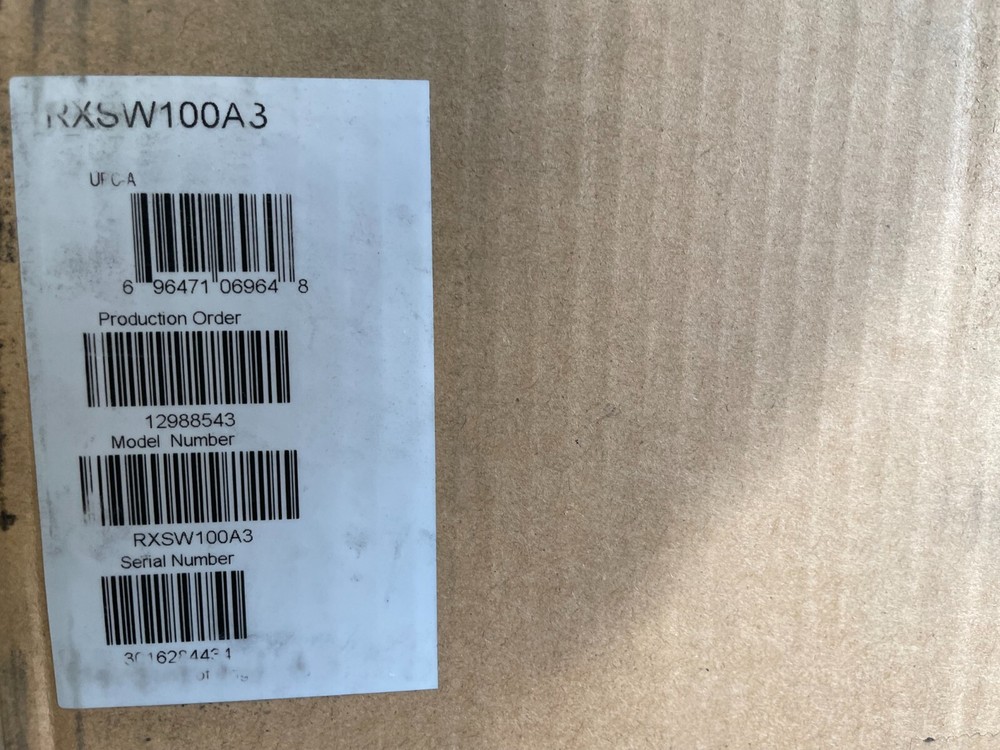 RXSW100A3
UPC-A
6 96471 06964 8
Production Order
12988543
Model Number
RXSW100A3
Serial Number